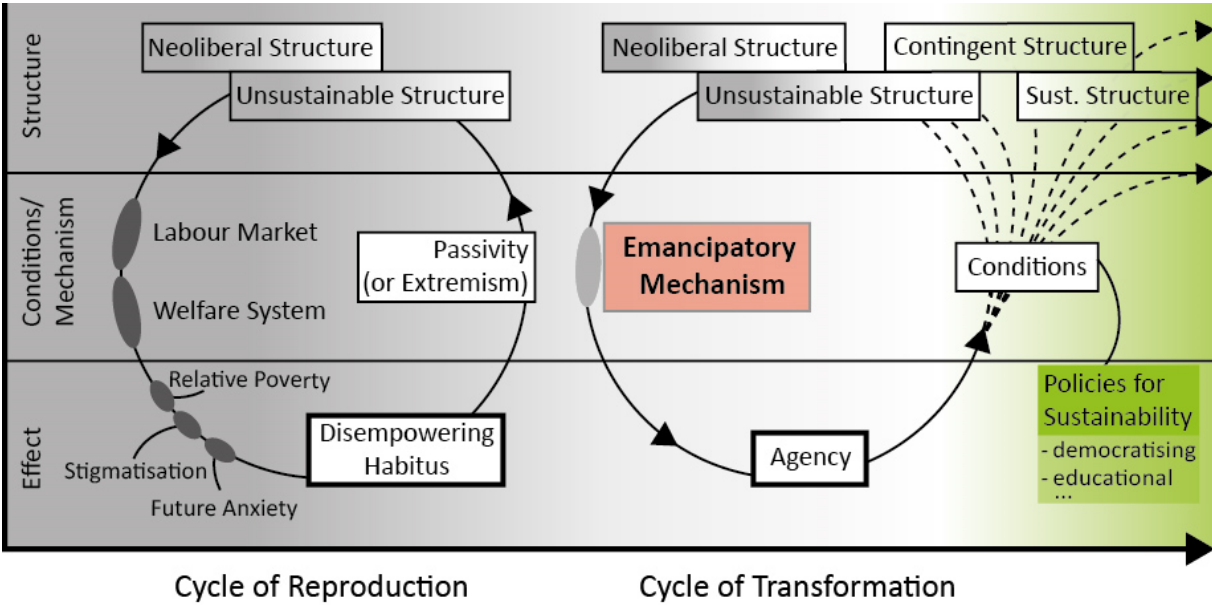 Structure
Neoliberal Structure
Unsustainable Structure
Neoliberal Structure
Unsustainable Structure
Contingent Structure
Sust. Structure
Conditions/
Mechanism
Labour Market
Welfare System
Passivity
(or Extremism)
Emancipatory
Mechanism
Conditions
Effect
Relative Poverty
Stigmatisation
Future Anxiety
Disempowering
Habitus
Agency
Policies for
Sustainability
- democratising
- educational
...
Cycle of Reproduction
Cycle of Transformation